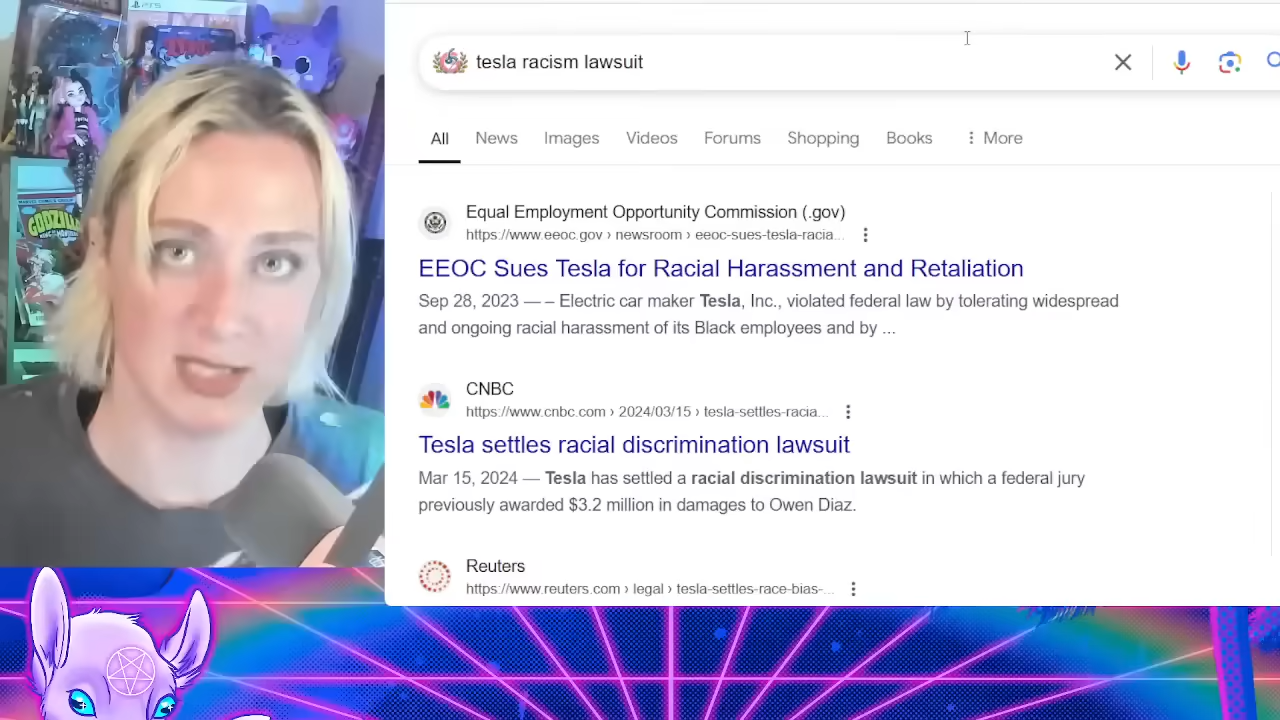 PS5
MARVEL COMICS GROUP
GODZILLA
tesla racism lawsuit
All News Images Videos Forums Shopping Books More
Equal Employment Opportunity Commission (.gov)
https://www.eeoc.gov › newsroom › eeoc-sues-tesla-racia...
EEOC Sues Tesla for Racial Harassment and Retaliation
Sep 28, 2023 — – Electric car maker Tesla, Inc., violated federal law by tolerating widespread
and ongoing racial harassment of its Black employees and by ...
CNBC
https://www.cnbc.com › 2024/03/15 › tesla-settles-racia...
Tesla settles racial discrimination lawsuit
Mar 15, 2024 — Tesla has settled a racial discrimination lawsuit in which a federal jury
previously awarded $3.2 million in damages to Owen Diaz.
Reuters
https://www.reuters.com › legal › tesla-settles-race-bias-...